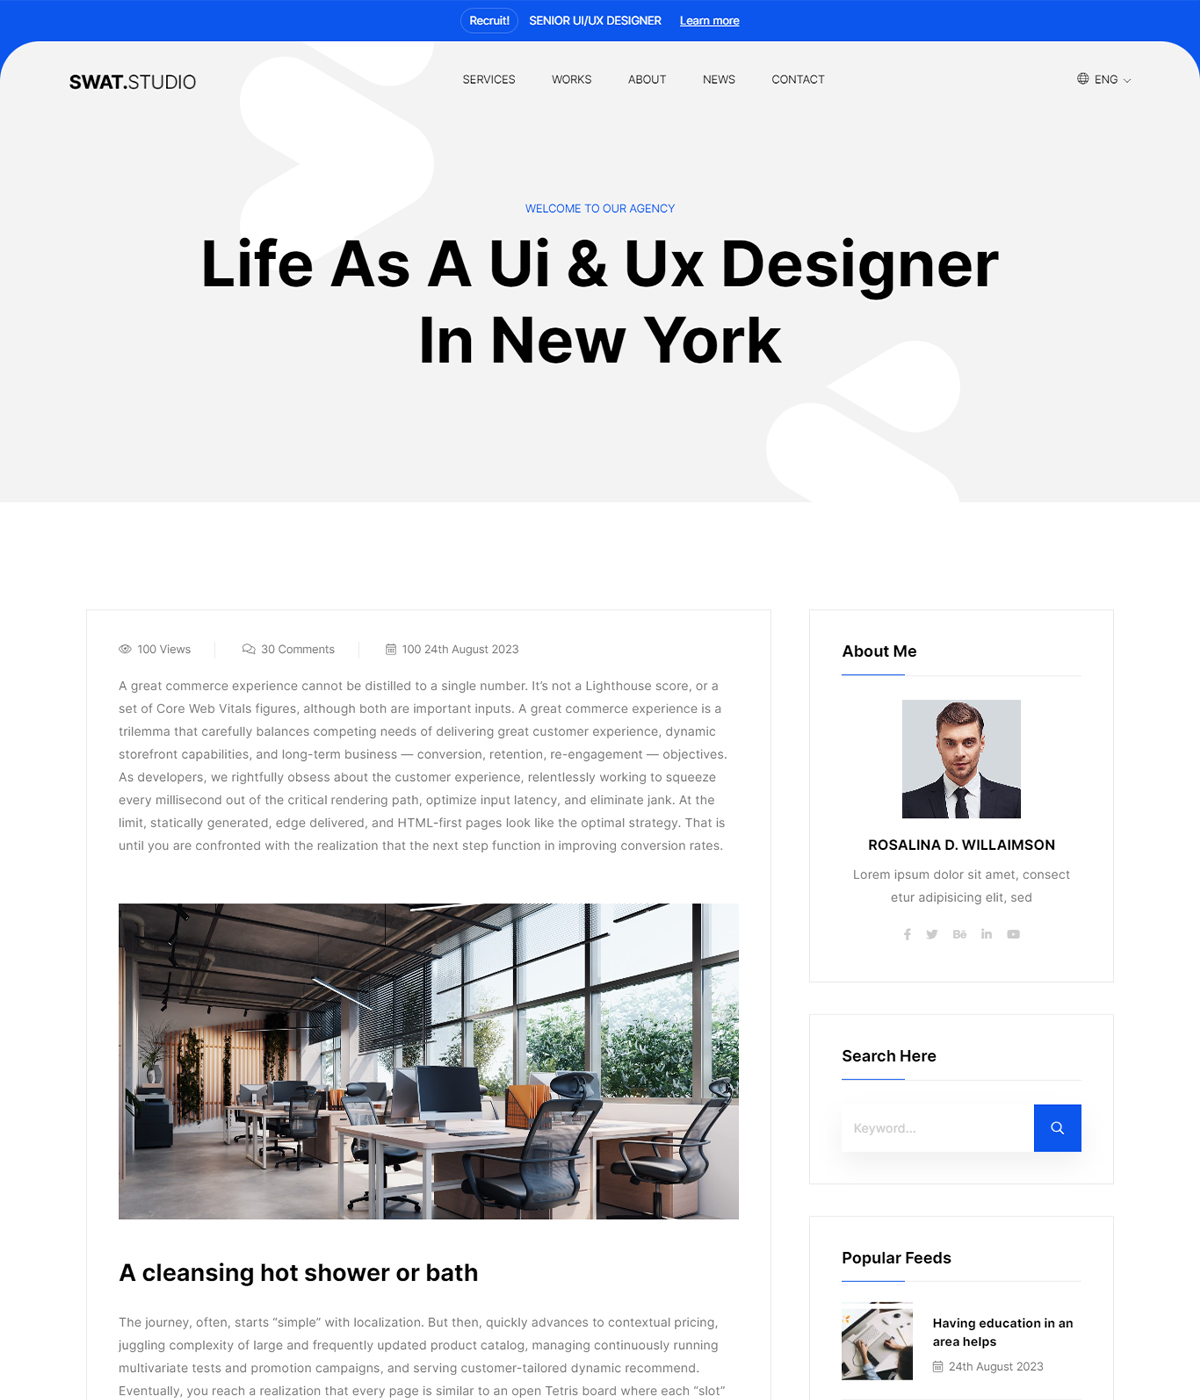 Recruit! SENIOR UI/UX DESIGNER Learn more
SWAT.STUDIO SERVICES WORKS ABOUT NEWS CONTACT ENG
WELCOME TO OUR AGENCY
Life As A Ui & Ux Designer
In New York
100 Views 30 Comments 100 24th August 2023
A great commerce experience cannot be distilled to a single number. It’s not a Lighthouse score, or a
set of Core Web Vitals figures, although both are important inputs. A great commerce experience is a
trilemma that carefully balances competing needs of delivering great customer experience, dynamic
storefront capabilities, and long-term business — conversion, retention, re-engagement — objectives.
As developers, we rightfully obsess about the customer experience, relentlessly working to squeeze
every millisecond out of the critical rendering path, optimize input latency, and eliminate jank. At the
limit, statically generated, edge delivered, and HTML-first pages look like the optimal strategy. That is
until you are confronted with the realization that the next step function in improving conversion rates.
A cleansing hot shower or bath
The journey, often, starts “simple” with localization. But then, quickly advances to contextual pricing,
juggling complexity of large and frequently updated product catalog, managing continuously running
multivariate tests and promotion campaigns, and serving customer-tailored dynamic recommend.
Eventually, you reach a realization that every page is similar to an open Tetris board where each “slot”
About Me
ROSALINA D. WILLAIMSON
Lorem ipsum dolor sit amet, consect
etur adipisicing elit, sed
Bē
Search Here
Keyword...
Popular Feeds
Having education in an
area helps
24th August 2023